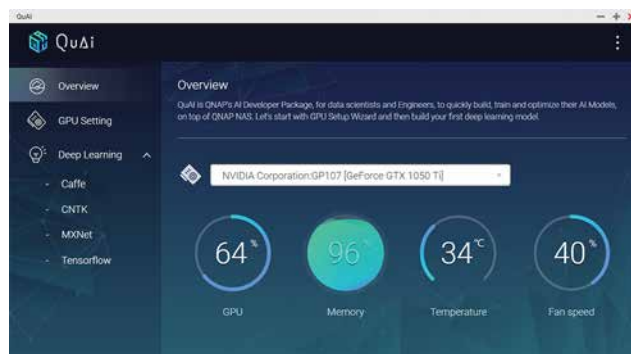 QuAI
QuAi
Overview
GPU Setting
Deep Learning
- Caffe
- CNTK
- MXNet
- Tensorflow
Overview
QuAI is QNAP's AI Developer Package, for data scientists and Engineers, to quickly build, train and optimize their AI Models,
on top of QNAP NAS. Let's start with GPU Setup Wizard and then build your first deep learning model.
NVIDIA Corporation:GP107 [GeForce GTX 1050 Ti]
64%
96%
34°C
40%
GPU
Memory
Temperature
Fan speed